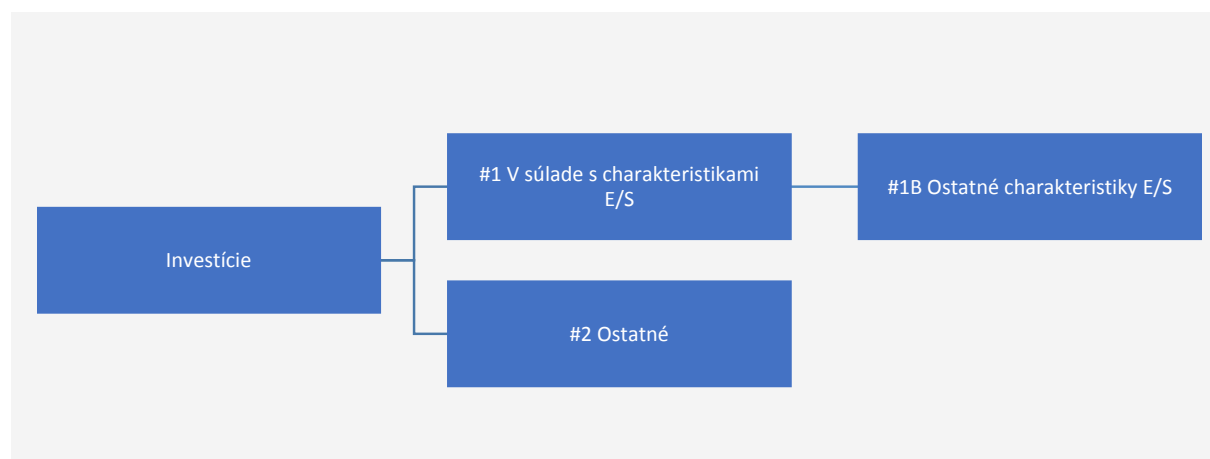 #1 V súlade s charakteristikami
E/S
#1B Ostatné charakteristiky E/S
Investície
#2 Ostatné